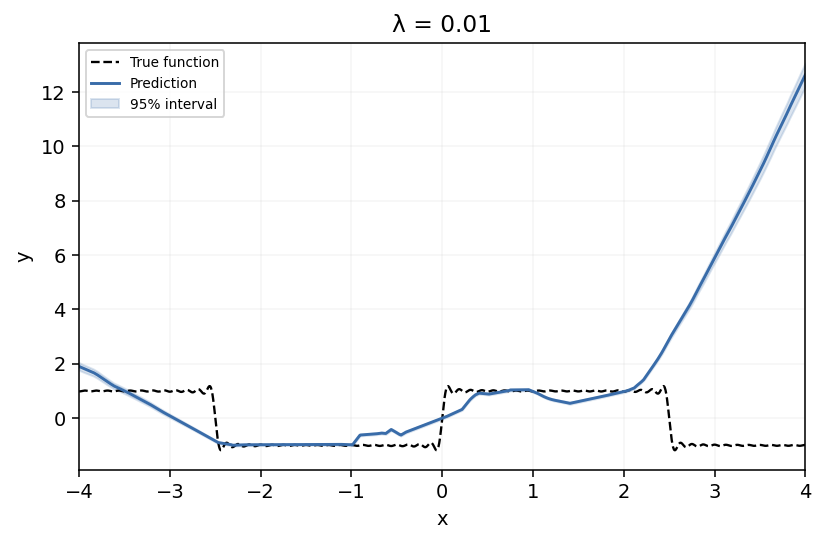 λ = 0.01
True function
Prediction
95% interval
12
10
8
6
4
2
0
y
−4 −3 −2 −1 0 1 2 3 4
x